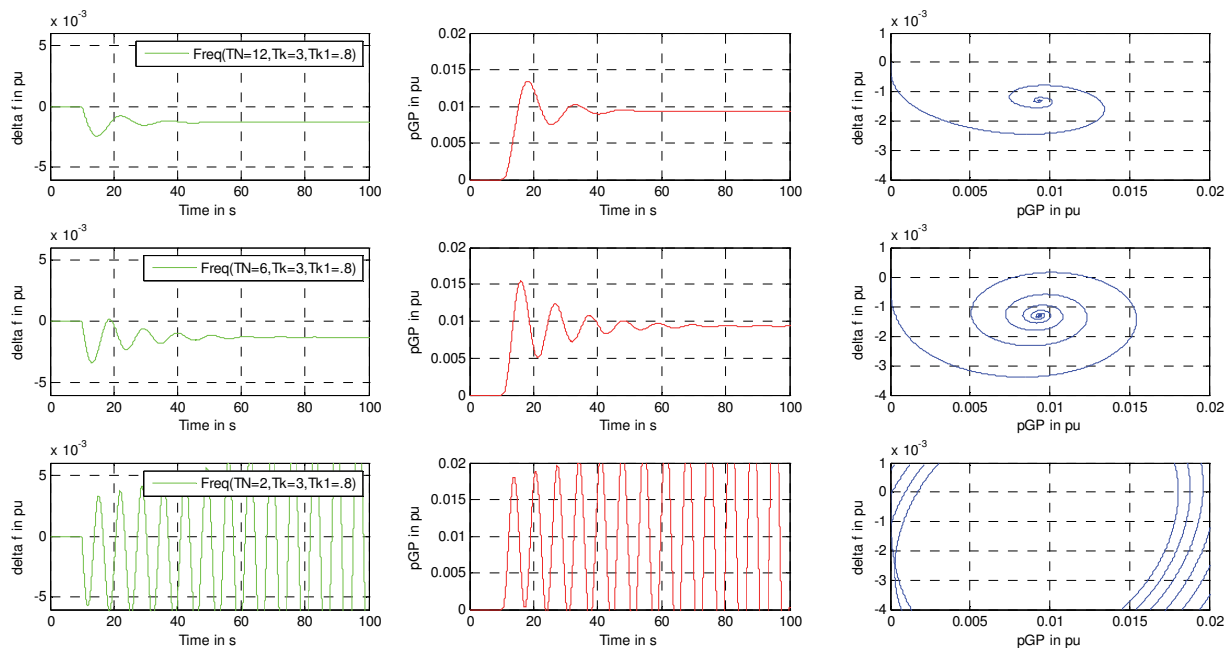 x 10⁻³
5
0
-5
0 20 40 60 80 100
Time in s
delta f in pu
Freq(TN=12,Tk=3,Tk1=.8)
0.02
0.015
0.01
0.005
0
0 20 40 60 80 100
Time in s
pGP in pu
x 10⁻³
1
0
-1
-2
-3
-4
0 0.005 0.01 0.015 0.02
pGP in pu
delta f in pu
x 10⁻³
5
0
-5
0 20 40 60 80 100
Time in s
delta f in pu
Freq(TN=6,Tk=3,Tk1=.8)
0.02
0.015
0.01
0.005
0
0 20 40 60 80 100
Time in s
pGP in pu
x 10⁻³
1
0
-1
-2
-3
-4
0 0.005 0.01 0.015 0.02
pGP in pu
delta f in pu
x 10⁻³
5
0
-5
0 20 40 60 80 100
Time in s
delta f in pu
Freq(TN=2,Tk=3,Tk1=.8)
0.02
0.015
0.01
0.005
0
0 20 40 60 80 100
Time in s
pGP in pu
x 10⁻³
1
0
-1
-2
-3
-4
0 0.005 0.01 0.015 0.02
pGP in pu
delta f in pu